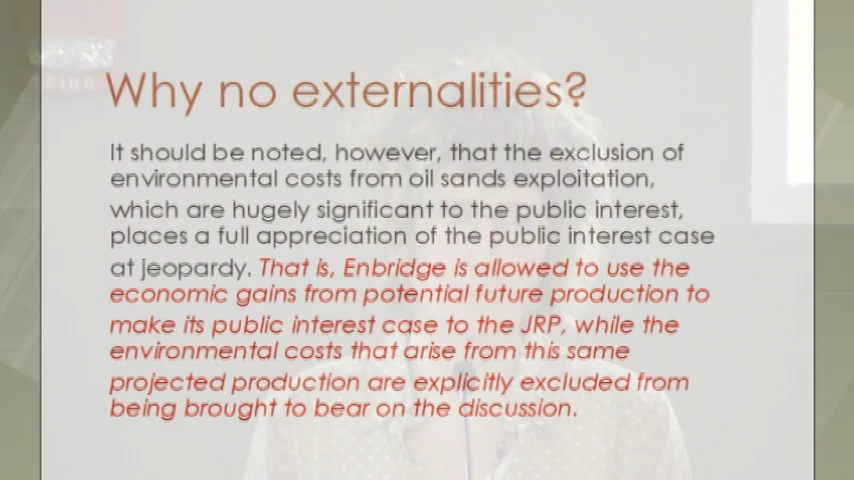 FIRE
Why no externalities?
It should be noted, however, that the exclusion of
environmental costs from oil sands exploitation,
which are hugely significant to the public interest,
places a full appreciation of the public interest case
at jeopardy. That is, Enbridge is allowed to use the
economic gains from potential future production to
make its public interest case to the JRP, while the
environmental costs that arise from this same
projected production are explicitly excluded from
being brought to bear on the discussion.